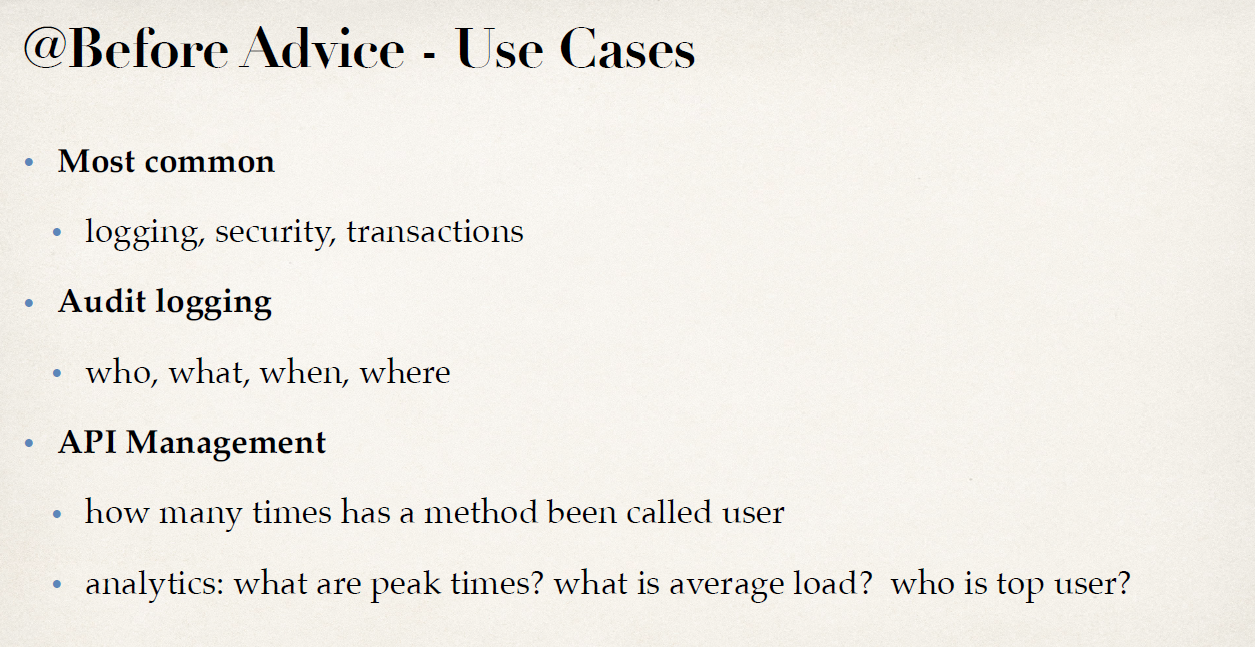 @Before Advice - Use Cases
• Most common
• logging, security, transactions
• Audit logging
• who, what, when, where
• API Management
• how many times has a method been called user
• analytics: what are peak times? what is average load?  who is top user?